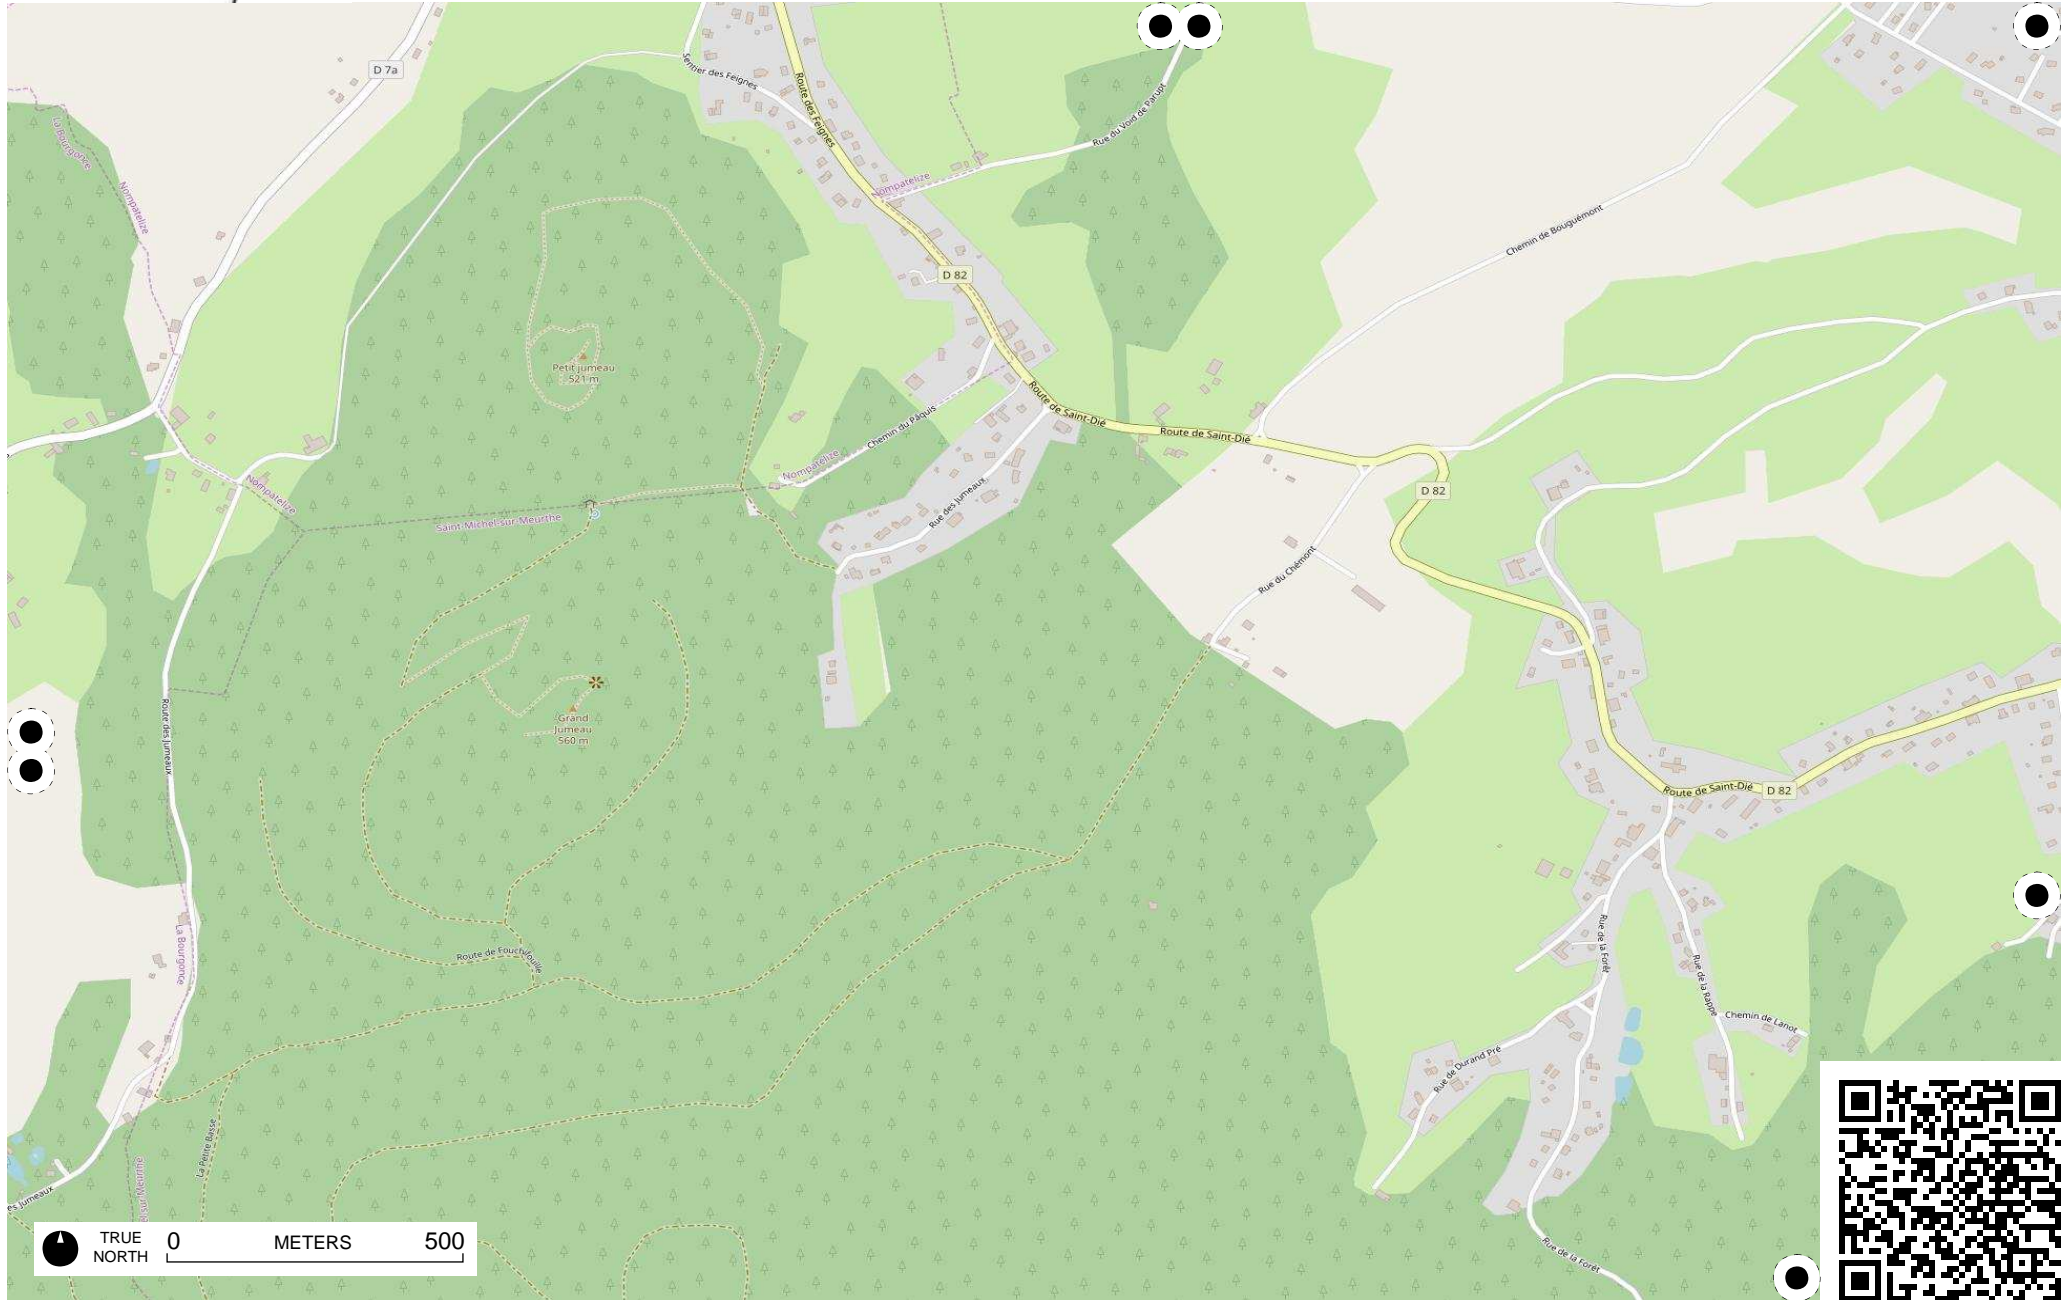 D 7a
Sentier des Feignes
Route des Feignes
Rue du Void de Parupt
La Bourgonce
Nompatelize
Nompatelize
Chemin de Bouquémont
D 82
Petit Jumeau
521 m
Route de Saint-Dié
Chemin du Pâquis
Route de Saint-Dié
Nompatelize
Nompatelize
D 82
Rue des Jumeaux
Saint-Michel-sur-Meurthe
Rue du Chémont
Grand
Jumeau
560 m
Route des Jumeaux
Route de Saint-Dié
D 82
La Bourgonce
Route de Fouchifouille
Rue de la Forêt
Rue de la Rappe
Chemin de Lanot
Rue de Durand Pré
La Petite Basse
es Jumeaux
Rue de la Forêt
TRUE
NORTH
0 METERS 500